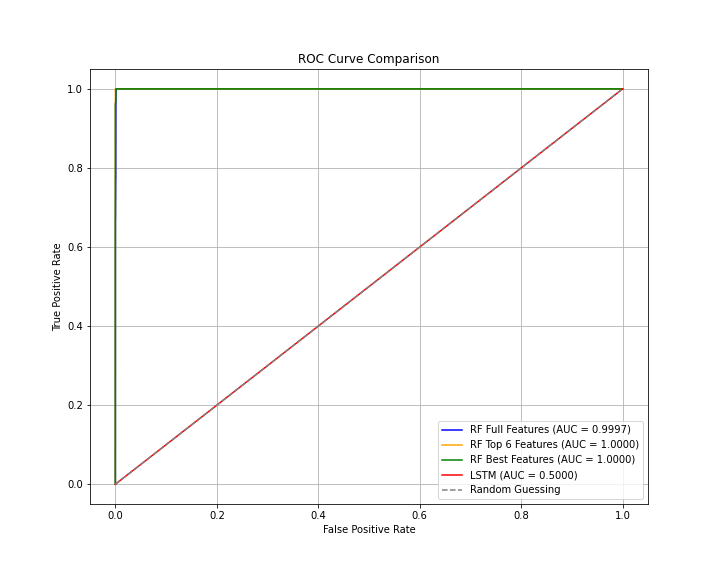 ROC Curve Comparison
True Positive Rate
1.0
0.8
0.6
0.4
0.2
0.0
RF Full Features (AUC = 0.9997)
RF Top 6 Features (AUC = 1.0000)
RF Best Features (AUC = 1.0000)
LSTM (AUC = 0.5000)
Random Guessing
0.0 0.2 0.4 0.6 0.8 1.0
False Positive Rate